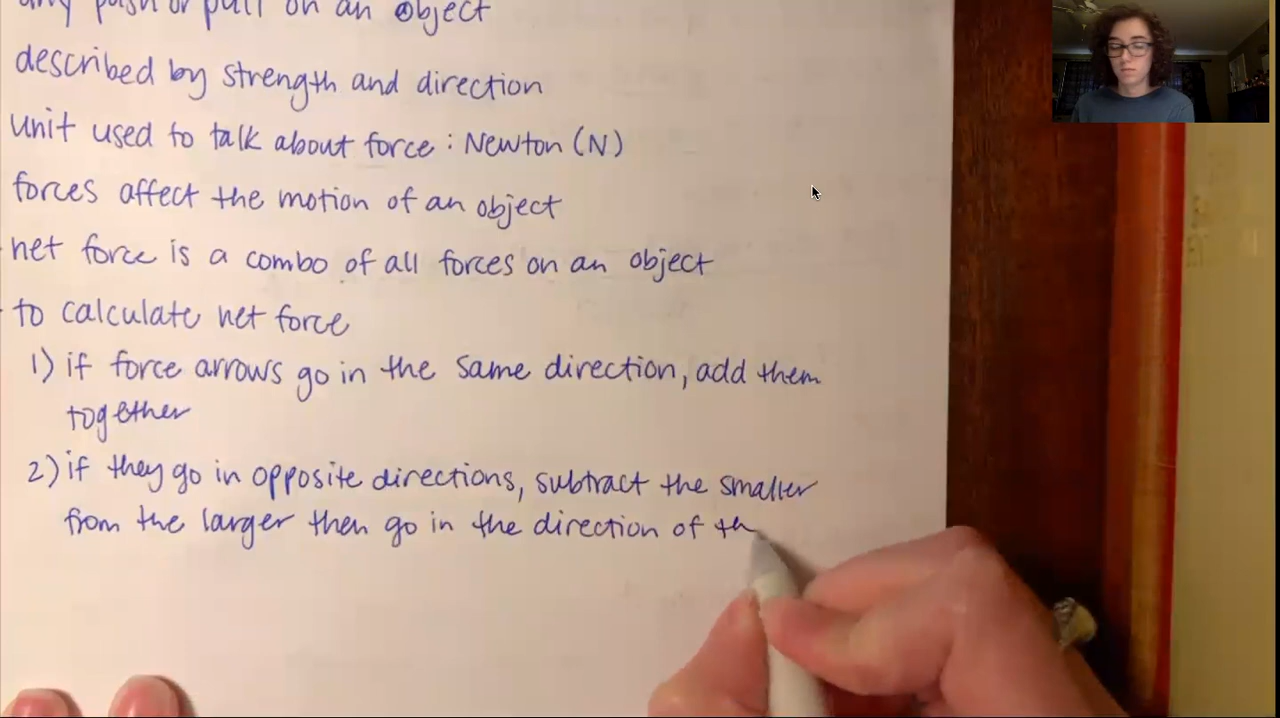 any push or pull on an object
described by strength and direction
unit used to talk about force : Newton (N)
forces affect the motion of an object
- net force is a combo of all forces on an object
- to calculate net force
1) if force arrows go in the same direction, add them
together
2) if they go in opposite directions, subtract the smaller
from the larger then go in the direction of th